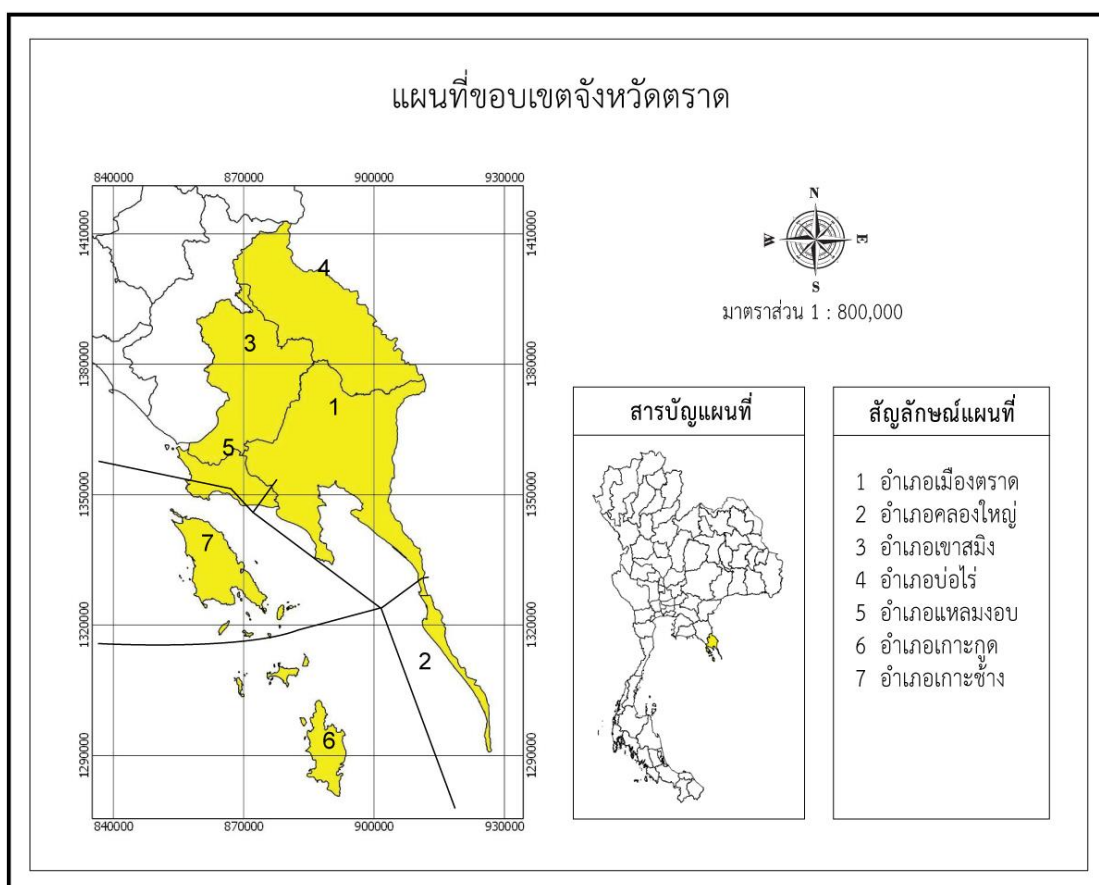 แผนที่ขอบเขตจังหวัดตราด
840000 870000 900000 930000
1410000 1410000
1380000 1380000
1350000 1350000
1320000 1320000
1290000 1290000
4
3
1
5
7
2
6
840000 870000 900000 930000
N
W E
S
มาตราส่วน 1 : 800,000
สารบัญแผนที่
สัญลักษณ์แผนที่
1 อำเภอเมืองตราด
2 อำเภอคลองใหญ่
3 อำเภอเขาสมิง
4 อำเภอบ่อไร่
5 อำเภอแหลมงอบ
6 อำเภอเกาะกูด
7 อำเภอเกาะช้าง